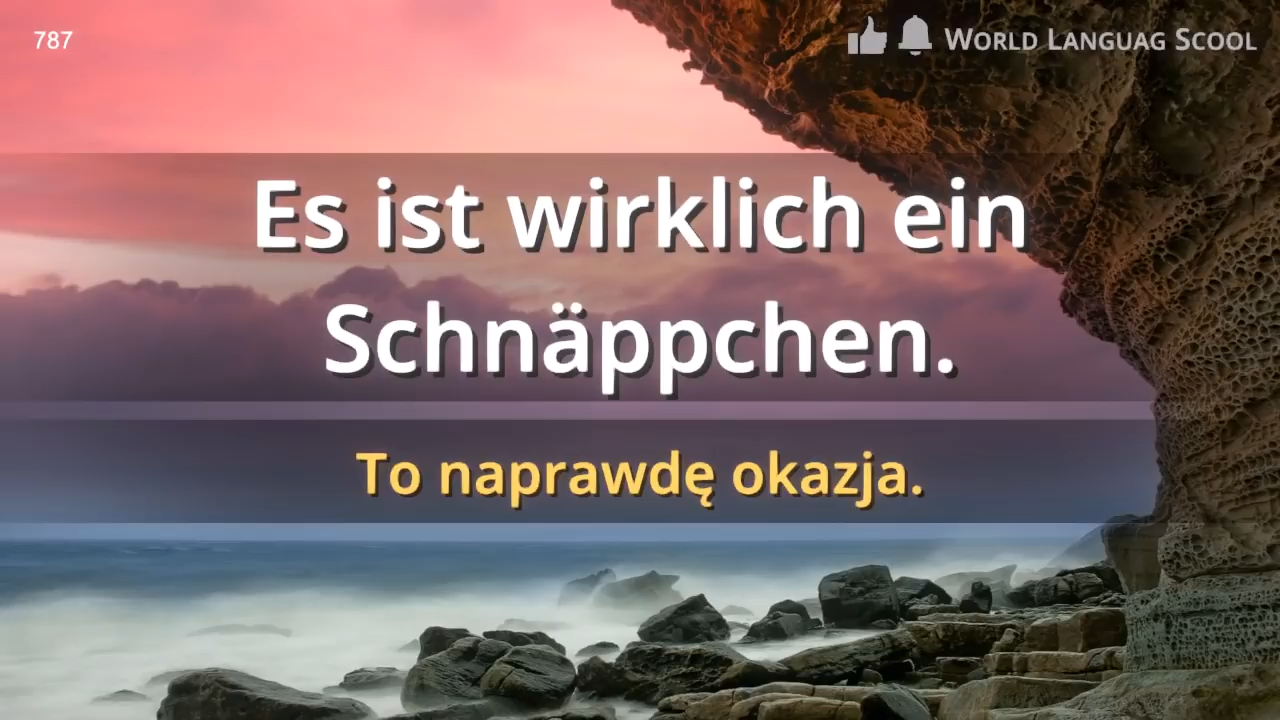 787
World Languag Scool
Es ist wirklich ein
Schnäppchen.
To naprawdę okazja.